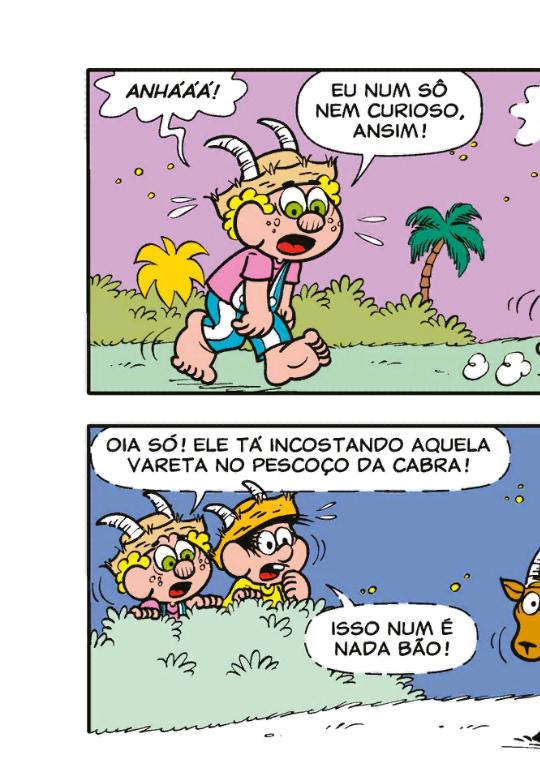 ANHÁÁÁ!
EU NUM SÔ
NEM CURIOSO,
ANSIM!
OIA SÓ! ELE TÁ INCOSTANDO AQUELA
VARETA NO PESCOÇO DA CABRA!
ISSO NUM É
NADA BÃO!